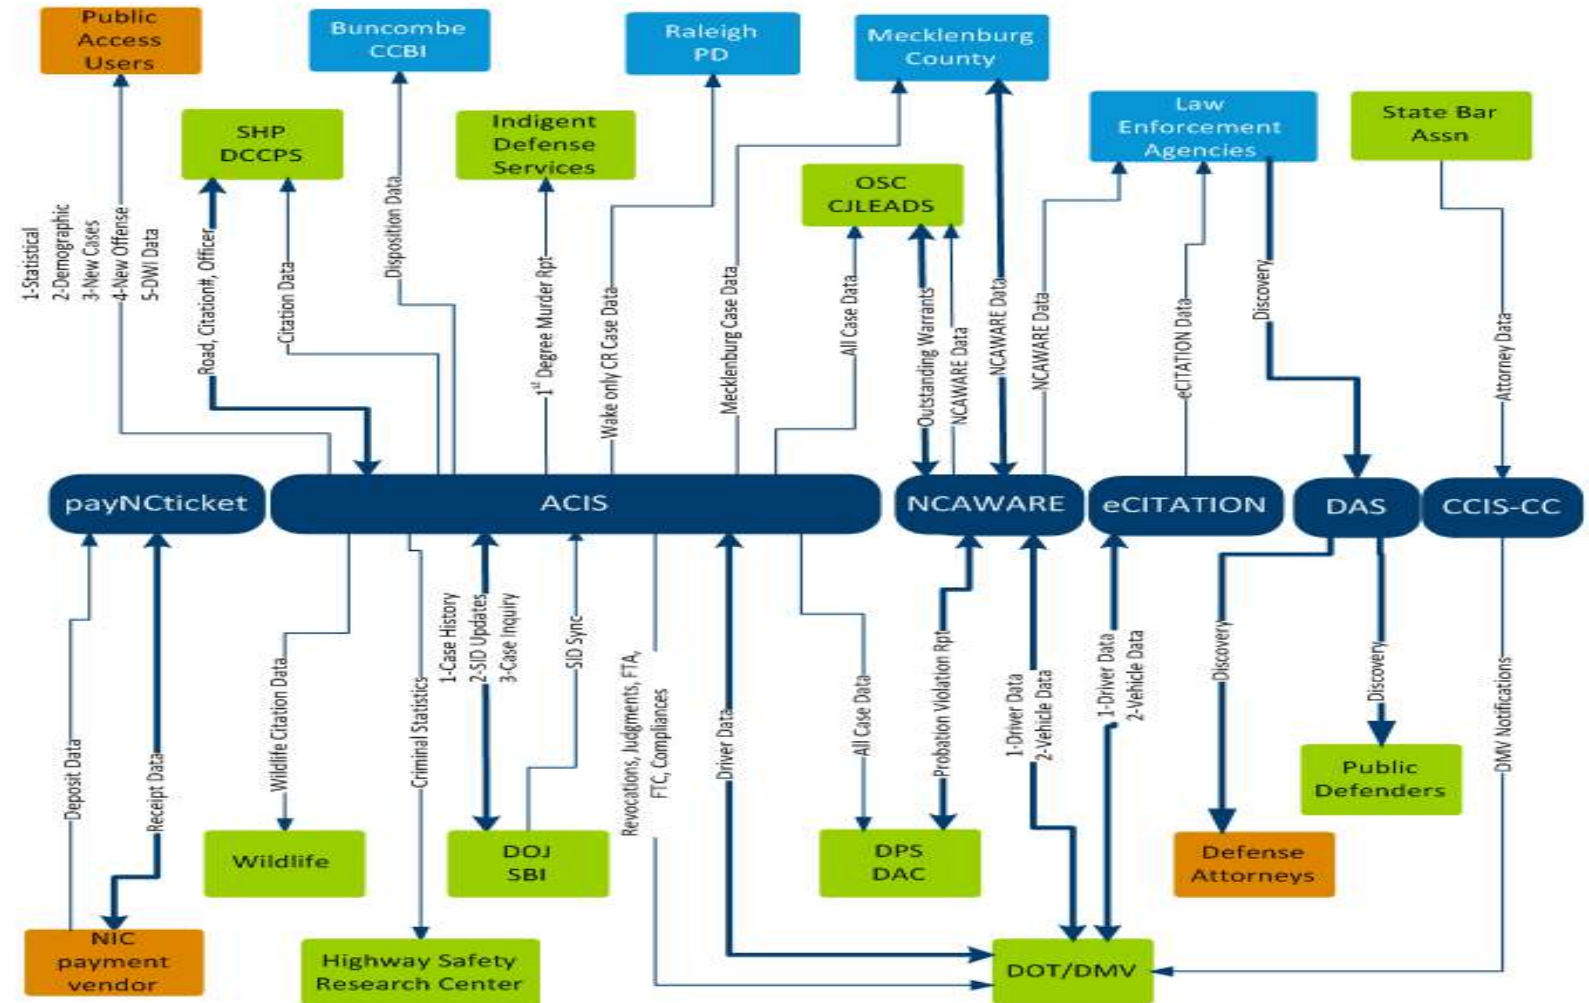 Public
Access
Users
Buncombe
CCBI
Raleigh
PD
Mecklenburg
County
SHP
DCCPS
Indigent
Defense
Services
Law
Enforcement
Agencies
State Bar
Assn
OSC
CJLEADS
1-Statistical
2-Demographic
3-New Cases
4-New Offense
5-DWI Data
Road, Citation#, Officer
Citation Data
Disposition Data
1st Degree Murder Rpt
Wake only CR Case Data
Mecklenburg Case Data
All Case Data
Outstanding Warrants
NCAWARE Data
NCAWARE Data
NCAWARE Data
eCITATION Data
Discovery
Attorney Data
payNCticket
ACIS
NCAWARE
eCITATION
DAS
CCIS-CC
Deposit Data
Receipt Data
Wildlife Citation Data
Criminal Statistics
1-Case History
2-SID Updates
3-Case Inquiry
SID Sync
Revocations, Judgments, FTA,
FTC, Compliances
Driver Data
All Case Data
Probation Violation Rpt
1-Driver Data
2-Vehicle Data
1-Driver Data
2-Vehicle Data
Discovery
Discovery
DMV Notifications
Public
Defenders
Wildlife
DOJ
SBI
DPS
DAC
Defense
Attorneys
NIC
payment
vendor
Highway Safety
Research Center
DOT/DMV